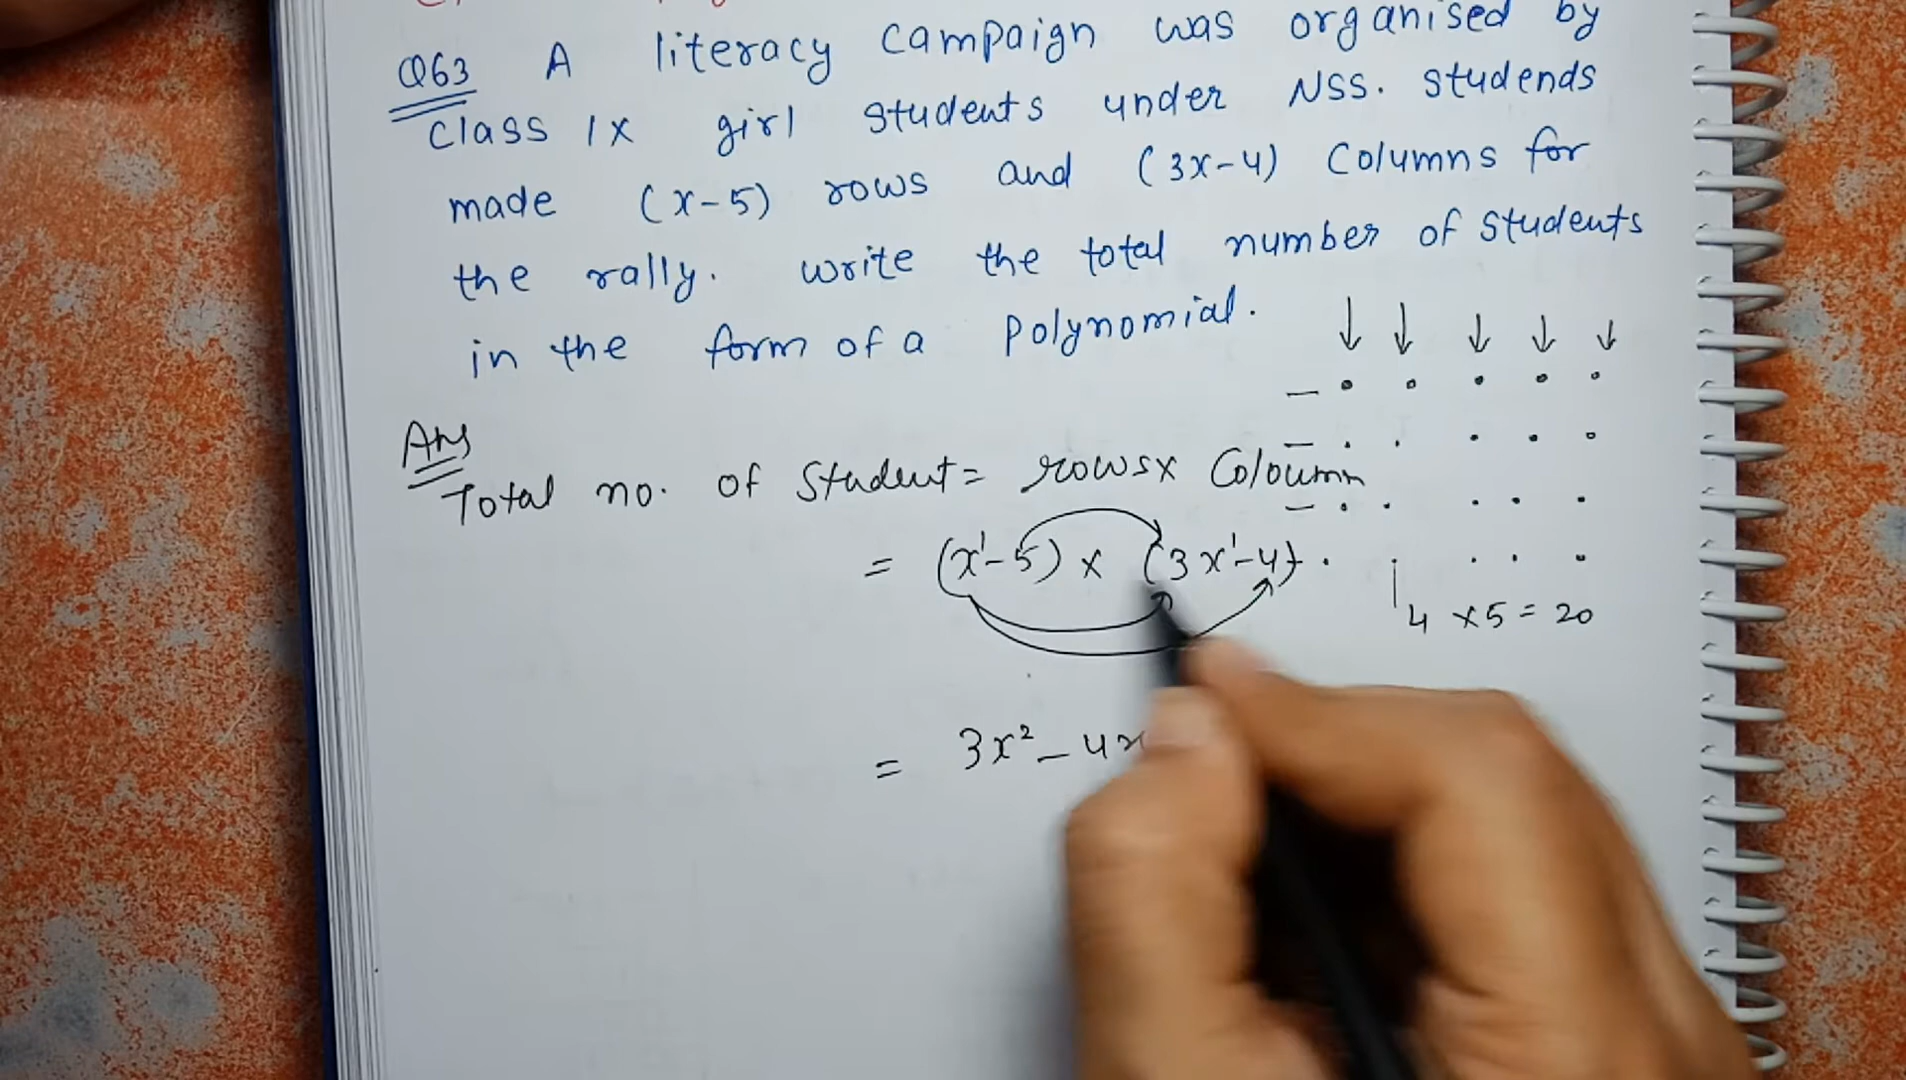 Q63 A literacy campaign was organised by
Class IX girl students under NSS. studends
made (x-5) rows and (3x-4) Columns for
the rally. write the total number of students
in the form of a Polynomial.
Ans
Total no. of Student = rows x Coloumn
= (x¹-5) x (3x¹-4)
4 x 5 = 20
= 3x² - 4x